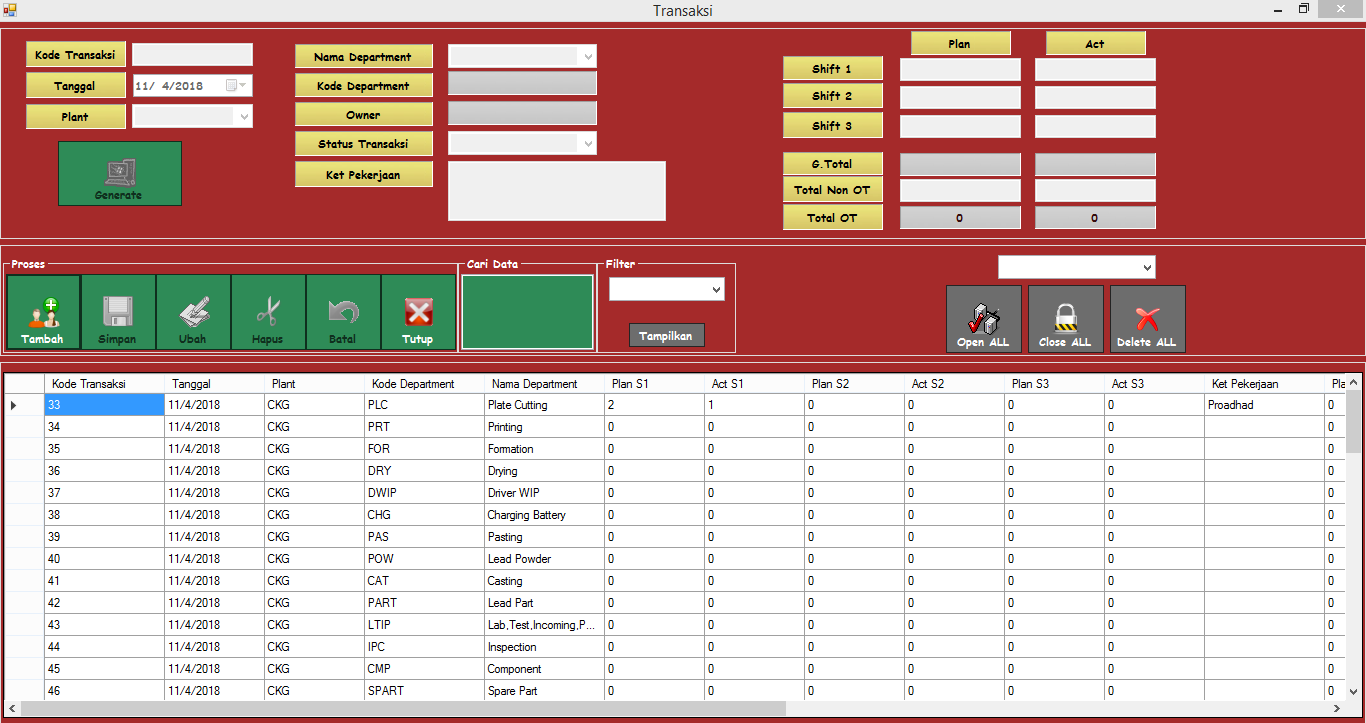 Transaksi
Kode Transaksi
Tanggal 11/ 4/2018
Plant
Generate
Nama Department
Kode Department
Owner
Status Transaksi
Ket Pekerjaan
Plan Act
Shift 1
Shift 2
Shift 3
G.Total
Total Non OT
Total OT 0 0
Proses
Tambah Simpan Ubah Hapus Batal Tutup
Cari Data
Filter
Tampilkan
Open ALL Close ALL Delete ALL
Kode Transaksi Tanggal Plant Kode Department Nama Department Plan S1 Act S1 Plan S2 Act S2 Plan S3 Act S3 Ket Pekerjaan Pla
33 11/4/2018 CKG PLC Plate Cutting 2 1 0 0 0 0 Proadhad 0
34 11/4/2018 CKG PRT Printing 0 0 0 0 0 0 0
35 11/4/2018 CKG FOR Formation 0 0 0 0 0 0 0
36 11/4/2018 CKG DRY Drying 0 0 0 0 0 0 0
37 11/4/2018 CKG DWIP Driver WIP 0 0 0 0 0 0 0
38 11/4/2018 CKG CHG Charging Battery 0 0 0 0 0 0 0
39 11/4/2018 CKG PAS Pasting 0 0 0 0 0 0 0
40 11/4/2018 CKG POW Lead Powder 0 0 0 0 0 0 0
41 11/4/2018 CKG CAT Casting 0 0 0 0 0 0 0
42 11/4/2018 CKG PART Lead Part 0 0 0 0 0 0 0
43 11/4/2018 CKG LTIP Lab,Test,Incoming,P... 0 0 0 0 0 0 0
44 11/4/2018 CKG IPC Inspection 0 0 0 0 0 0 0
45 11/4/2018 CKG CMP Component 0 0 0 0 0 0 0
46 11/4/2018 CKG SPART Spare Part 0 0 0 0 0 0 0